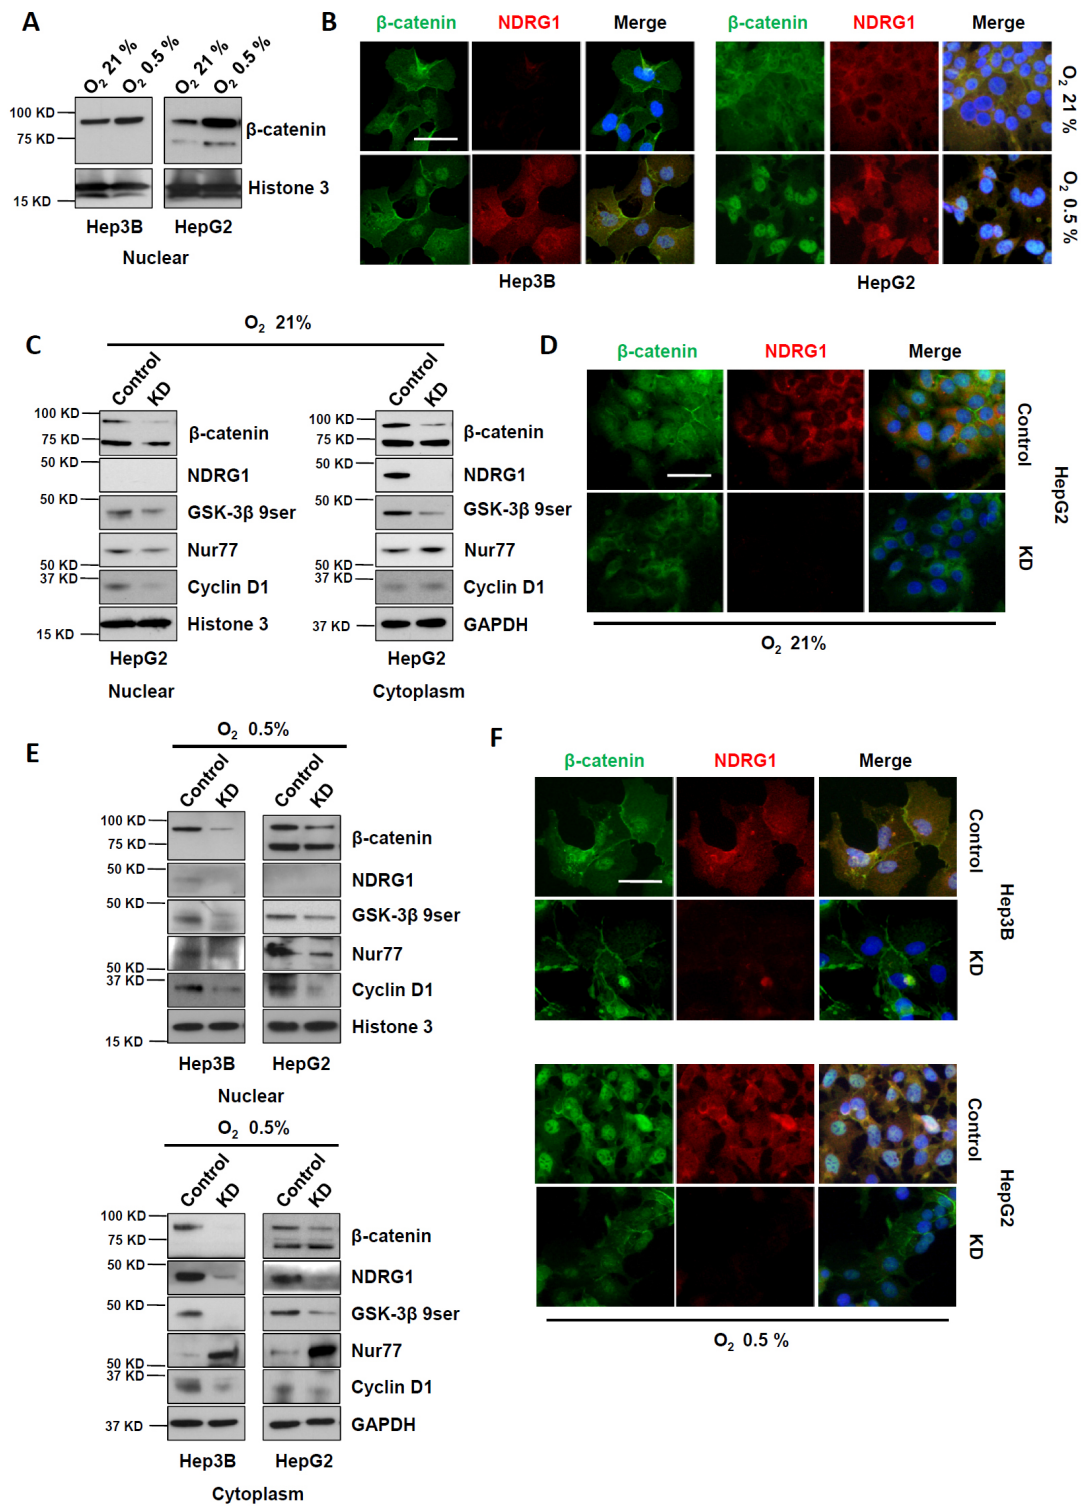 A
O2 21 %
O2 0.5 %
O2 21 %
O2 0.5 %
100 KD
75 KD
β-catenin
15 KD
Histone 3
Hep3B
HepG2
Nuclear
B
β-catenin
NDRG1
Merge
β-catenin
NDRG1
Merge
O2 21 %
O2 0.5 %
Hep3B
HepG2
C
O2 21%
Control
KD
Control
KD
100 KD
75 KD
β-catenin
50 KD
NDRG1
50 KD
GSK-3β 9ser
Nur77
50 KD
37 KD
Cyclin D1
Histone 3
15 KD
HepG2
Nuclear
100 KD
75 KD
β-catenin
50 KD
NDRG1
50 KD
GSK-3β 9ser
Nur77
50 KD
37 KD
Cyclin D1
37 KD
GAPDH
HepG2
Cytoplasm
D
β-catenin
NDRG1
Merge
Control
KD
HepG2
O2 21%
E
O2 0.5%
Control
KD
Control
KD
100 KD
75 KD
β-catenin
50 KD
NDRG1
50 KD
GSK-3β 9ser
Nur77
50 KD
37 KD
Cyclin D1
Histone 3
15 KD
Hep3B
HepG2
Nuclear
O2 0.5%
Control
KD
Control
KD
100 KD
75 KD
β-catenin
50 KD
NDRG1
50 KD
GSK-3β 9ser
Nur77
50 KD
37 KD
Cyclin D1
37 KD
GAPDH
Hep3B
HepG2
Cytoplasm
F
β-catenin
NDRG1
Merge
Control
KD
Hep3B
Control
KD
HepG2
O2 0.5 %